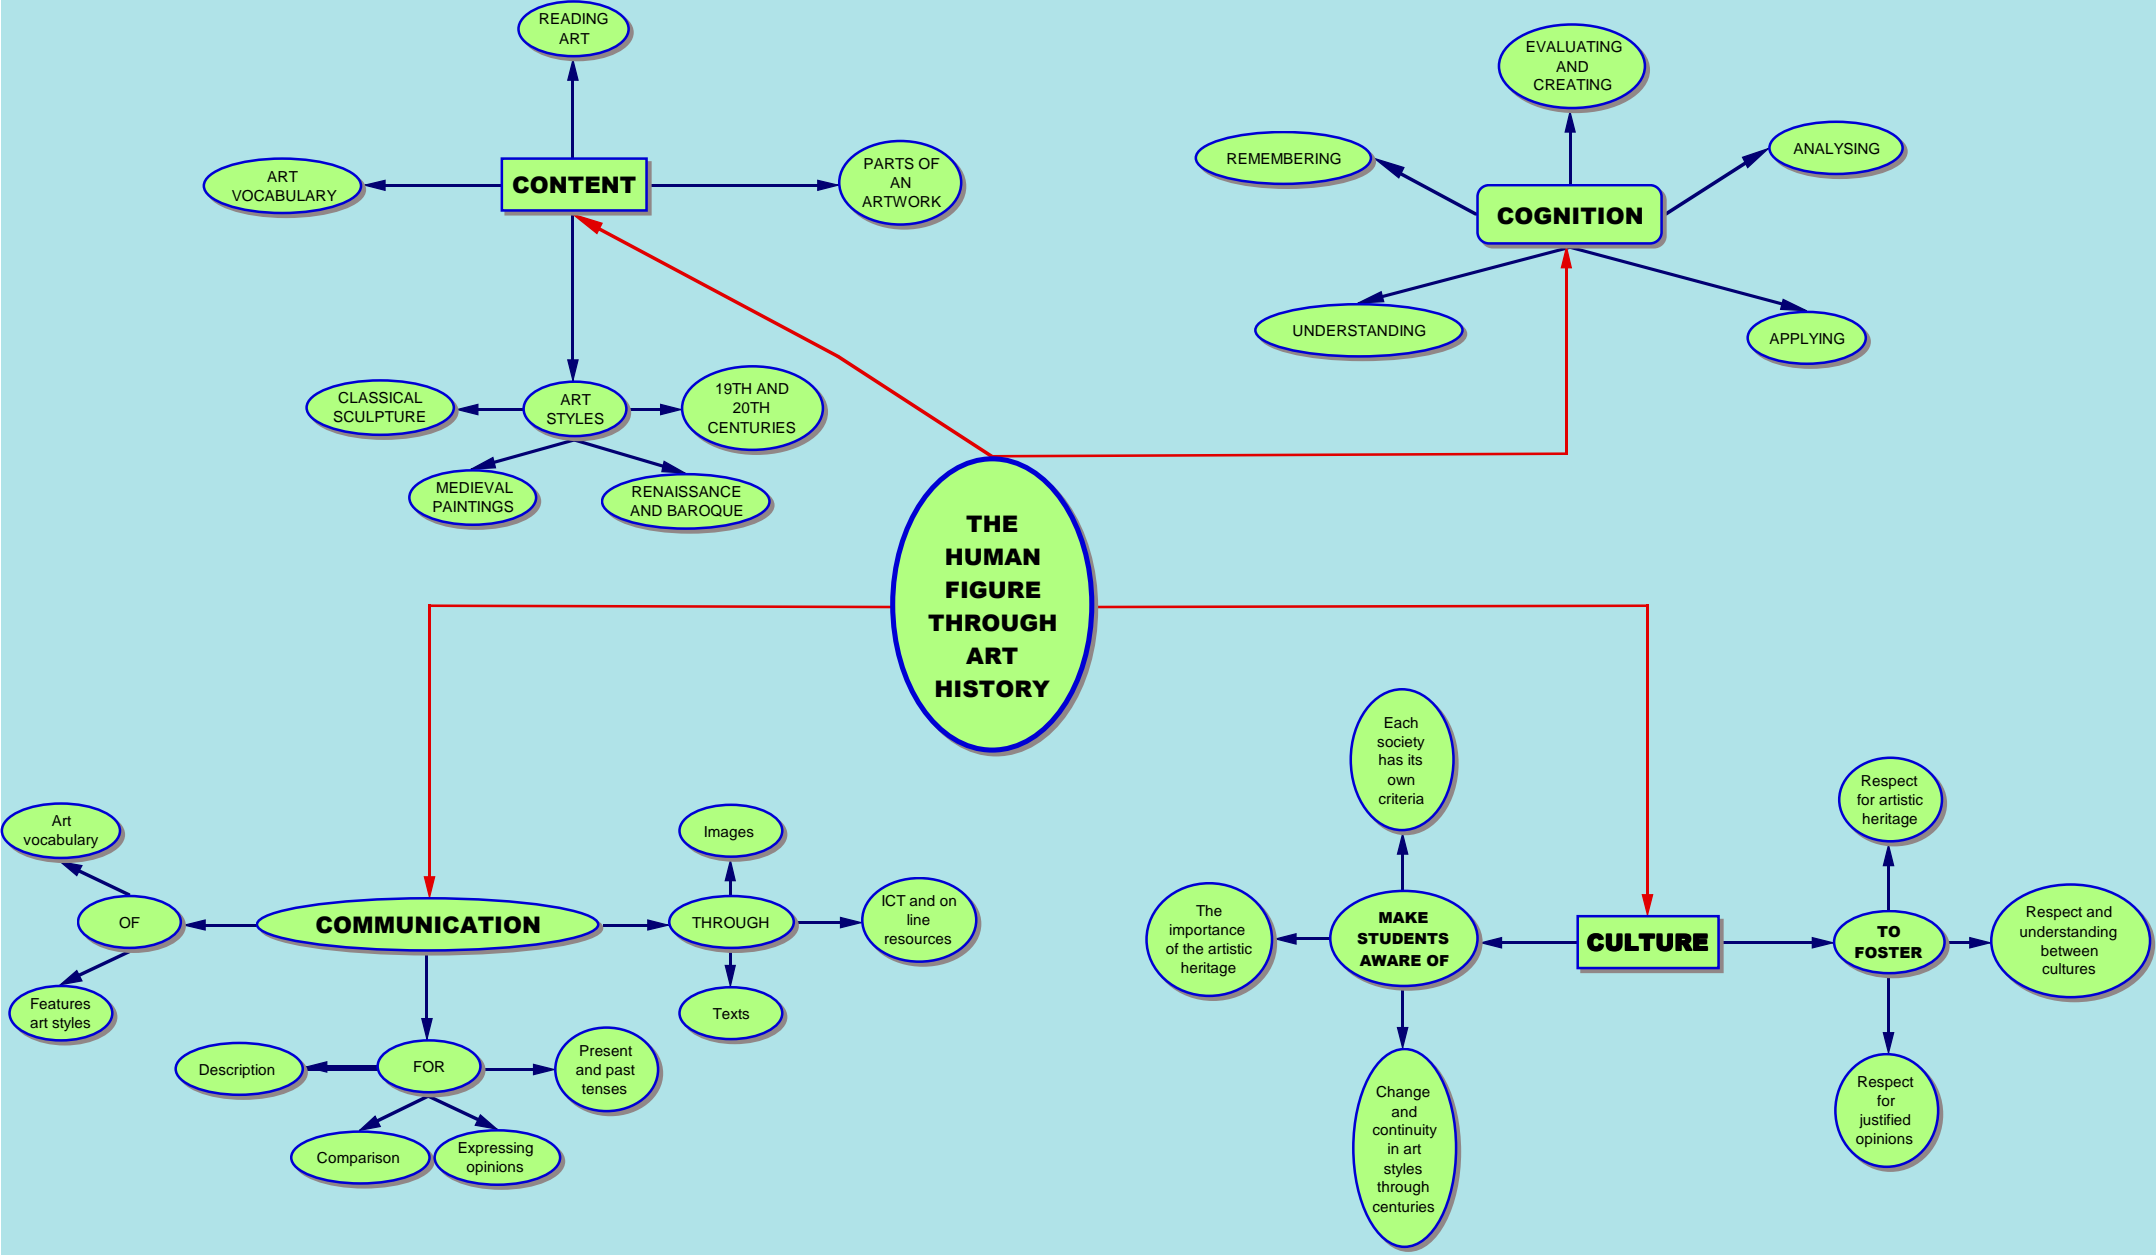 READING
ART
ART
VOCABULARY
CONTENT
PARTS OF
AN
ARTWORK
CLASSICAL
SCULPTURE
ART
STYLES
19TH AND
20TH
CENTURIES
MEDIEVAL
PAINTINGS
RENAISSANCE
AND BAROQUE
EVALUATING
AND
CREATING
REMEMBERING
ANALYSING
COGNITION
UNDERSTANDING
APPLYING
THE
HUMAN
FIGURE
THROUGH
ART
HISTORY
Art
vocabulary
OF
Features
art styles
COMMUNICATION
Images
THROUGH
ICT and on
line
resources
Texts
FOR
Description
Present
and past
tenses
Comparison
Expressing
opinions
Each
society
has its
own
criteria
The
importance
of the artistic
heritage
MAKE
STUDENTS
AWARE OF
Change
and
continuity
in art
styles
through
centuries
CULTURE
Respect
for artistic
heritage
TO
FOSTER
Respect and
understanding
between
cultures
Respect
for
justified
opinions